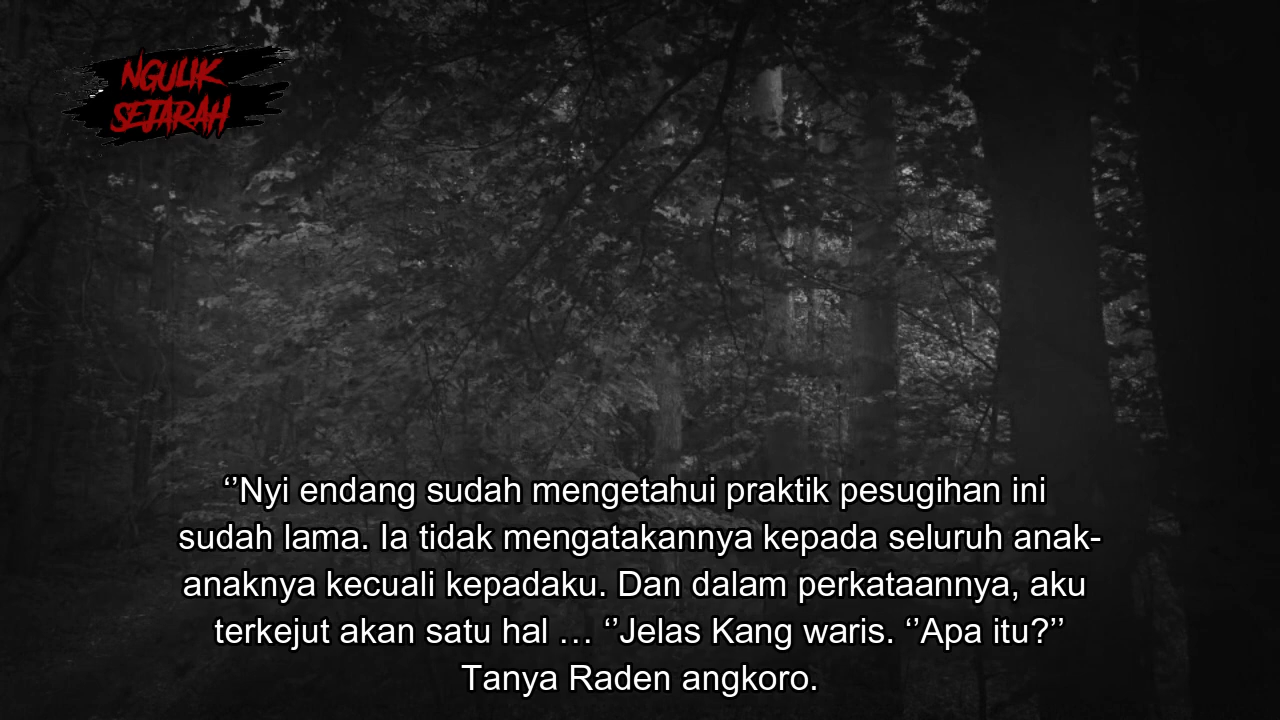 NGULIK
SEJARAH
‘’Nyi endang sudah mengetahui praktik pesugihan ini
sudah lama. Ia tidak mengatakannya kepada seluruh anak-
anaknya kecuali kepadaku. Dan dalam perkataannya, aku
terkejut akan satu hal … ‘’Jelas Kang waris. ‘’Apa itu?’’
Tanya Raden angkoro.